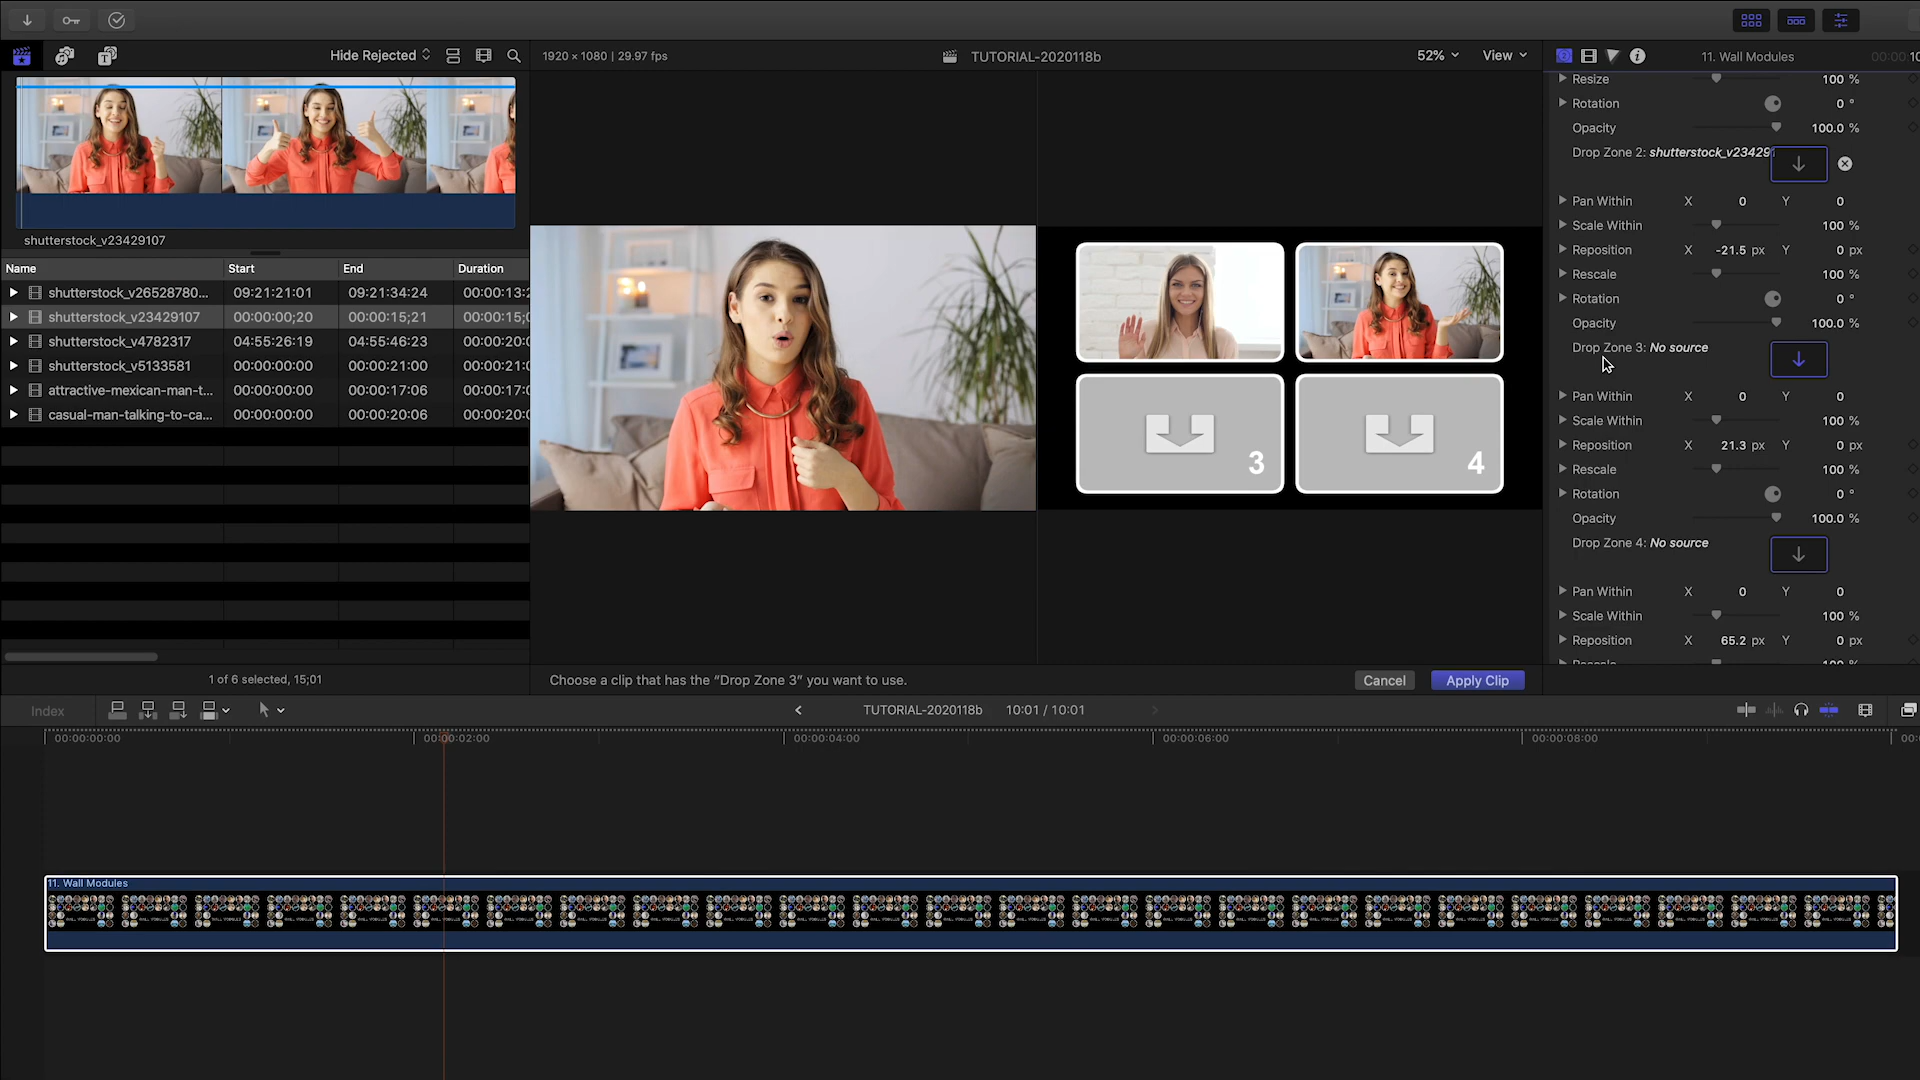 Hide Rejected
1920 × 1080 | 29.97 fps
TUTORIAL-2020118b
52%
View
11. Wall Modules
00:00:10
Resize 100 %
Rotation 0 °
Opacity 100.0 %
Drop Zone 2: shutterstock_v23429
Pan Within X 0 Y 0
Scale Within 100 %
Reposition X -21.5 px Y 0 px
Rescale 100 %
Rotation 0 °
Opacity 100.0 %
Drop Zone 3: No source
Pan Within X 0 Y 0
Scale Within 100 %
Reposition X 21.3 px Y 0 px
Rescale 100 %
Rotation 0 °
Opacity 100.0 %
Drop Zone 4: No source
Pan Within X 0 Y 0
Scale Within 100 %
Reposition X 65.2 px Y 0 px
Rescale 100 %
shutterstock_v23429107
Name Start End Duration
shutterstock_v26528780... 09:21:21:01 09:21:34:24 00:00:13:
shutterstock_v23429107 00:00:00;20 00:00:15;21 00:00:15;
shutterstock_v4782317 04:55:26:19 04:55:46:23 00:00:20:
shutterstock_v5133581 00:00:00:00 00:00:21:00 00:00:21:
attractive-mexican-man-t... 00:00:00:00 00:00:17:06 00:00:17:
casual-man-talking-to-ca... 00:00:00:00 00:00:20:06 00:00:20:
3
4
1 of 6 selected, 15;01
Choose a clip that has the “Drop Zone 3” you want to use.
Cancel
Apply Clip
Index
TUTORIAL-2020118b 10:01 / 10:01
00:00:00:00 00:00:02:00 00:00:04:00 00:00:06:00 00:00:08:00 00:
11. Wall Modules